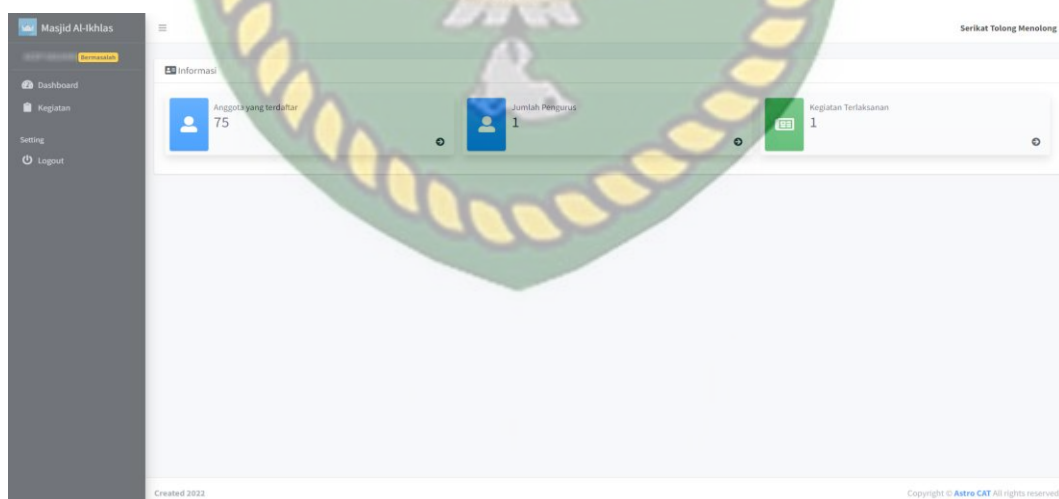 Masjid Al-Ikhlas
Serikat Tolong Menolong
Bermasalah
Informasi
Dashboard
Kegiatan
Anggota yang terdaftar
75
Jumlah Pengurus
1
Kegiatan Terlaksanan
1
Setting
Logout
Created 2022
Copyright © Astro CAT All rights reserved